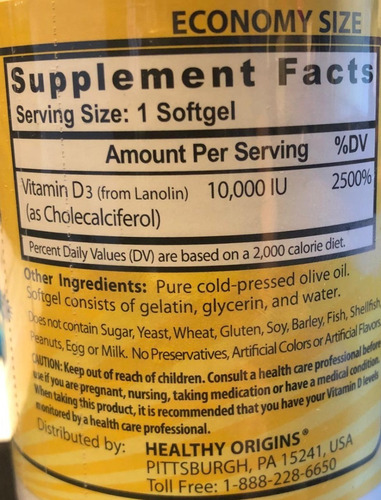 ECONOMY SIZE
Supplement Facts
Serving Size: 1 Softgel
Amount Per Serving %DV
Vitamin D3 (from Lanolin) 10,000 IU 2500%
(as Cholecalciferol)
Percent Daily Values (DV) are based on a 2,000 calorie diet.
Other Ingredients: Pure cold-pressed olive oil.
Softgel consists of gelatin, glycerin, and water.
Does not contain Sugar, Yeast, Wheat, Gluten, Soy, Barley, Fish, Shellfish,
Peanuts, Egg or Milk. No Preservatives, Artificial Colors or Artificial Flavors
CAUTION: Keep out of reach of children. Consult a health care professional before
use if you are pregnant, nursing, taking medication or have a medical condition.
When taking this product, it is recommended that you have your Vitamin D levels
monitored by a health care professional.
Distributed by:
HEALTHY ORIGINS®
PITTSBURGH, PA 15241, USA
Toll Free: 1-888-228-6650